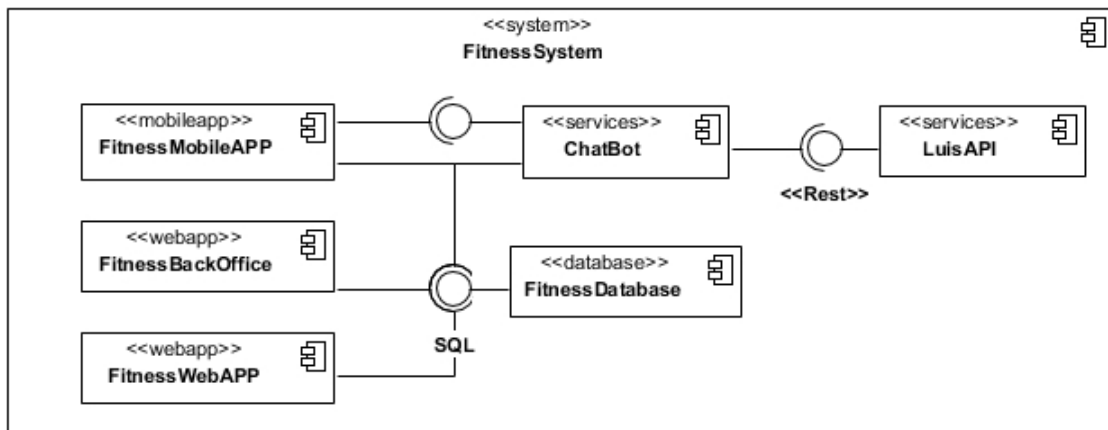 <<system>>
FitnessSystem
<<mobileapp>>
FitnessMobileAPP
<<services>>
ChatBot
<<services>>
LuisAPI
<<Rest>>
<<webapp>>
FitnessBackOffice
<<database>>
FitnessDatabase
SQL
<<webapp>>
FitnessWebAPP